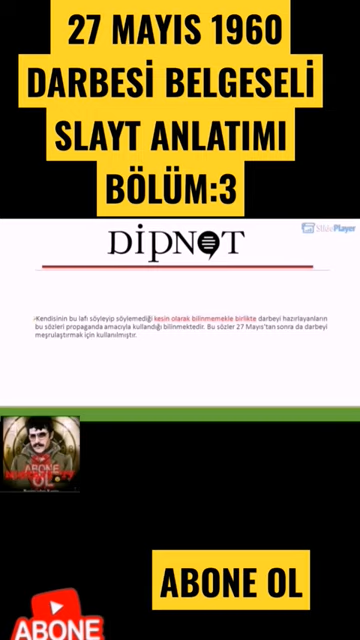 27 MAYIS 1960
DARBESİ BELGESELİ
SLAYT ANLATIMI
BÖLÜM:3
SlidePlayer
DİPNOT
Kendisinin bu lafı söyleyip söylemediği kesin olarak bilinmemekle birlikte darbeyi hazırlayanların
bu sözleri propaganda amacıyla kullandığı bilinmektedir. Bu sözler 27 Mayıs'tan sonra da darbeyi
meşrulaştırmak için kullanılmıştır.
ABONE
OL
ABONE OL
ABONE